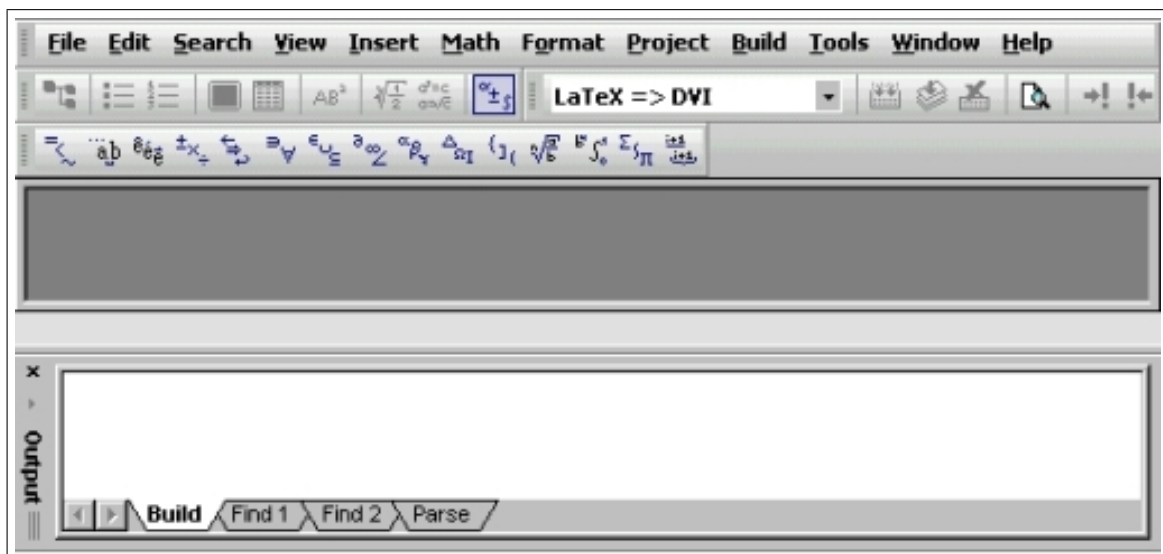 File Edit Search View Insert Math Format Project Build Tools Window Help
AB² LaTeX => DVI
Output
Build Find 1 Find 2 Parse